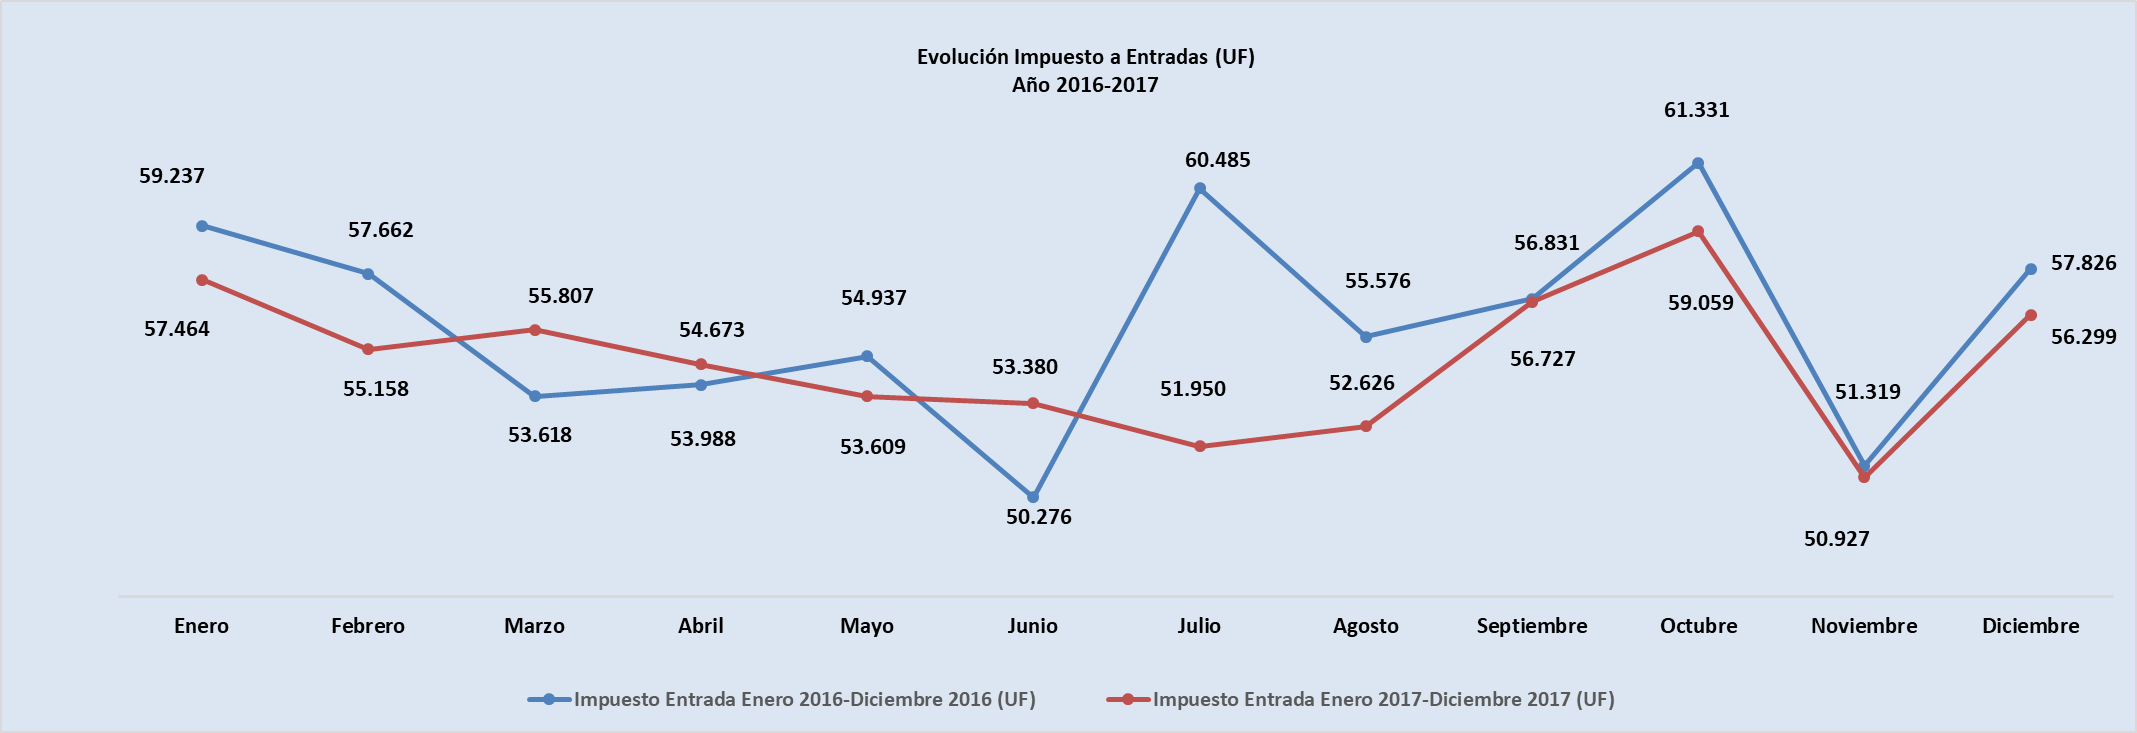 Evolución Impuesto a Entradas (UF)
Año 2016-2017
59.237
57.662
53.618
53.988
54.937
50.276
60.485
55.576
56.831
61.331
51.319
57.826
57.464
55.158
55.807
54.673
53.609
53.380
51.950
52.626
56.727
59.059
50.927
56.299
Enero
Febrero
Marzo
Abril
Mayo
Junio
Julio
Agosto
Septiembre
Octubre
Noviembre
Diciembre
Impuesto Entrada Enero 2016-Diciembre 2016 (UF)
Impuesto Entrada Enero 2017-Diciembre 2017 (UF)